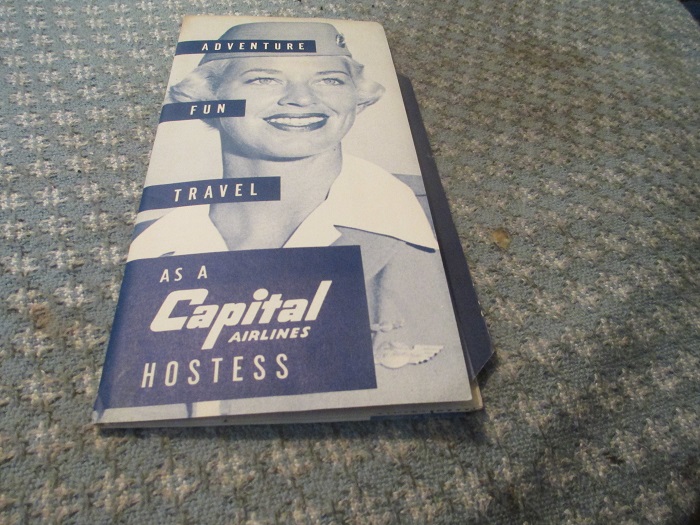 ADVENTURE
FUN
TRAVEL
AS A
Capital
AIRLINES
HOSTESS